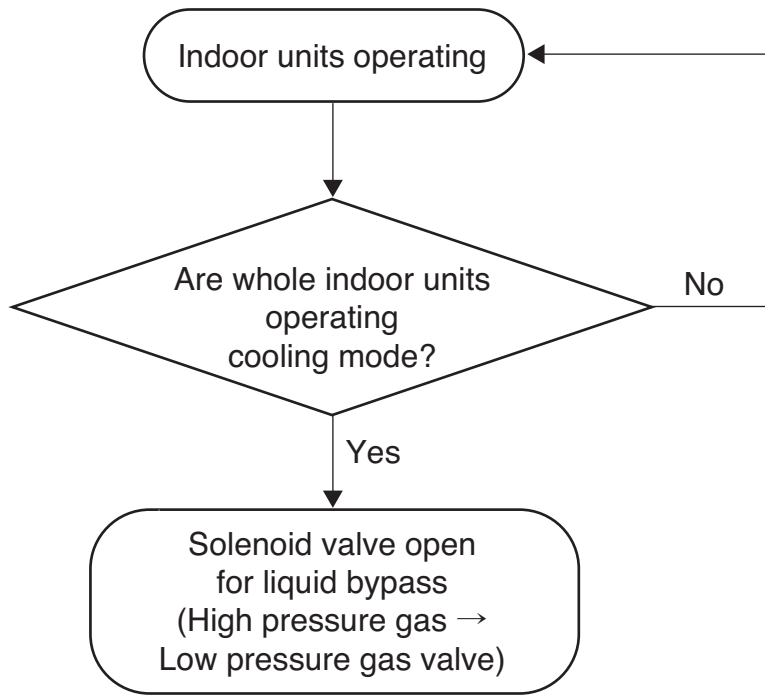 Indoor units operating
Are whole indoor units
operating
cooling mode?
No
Yes
Solenoid valve open
for liquid bypass
(High pressure gas →
Low pressure gas valve)